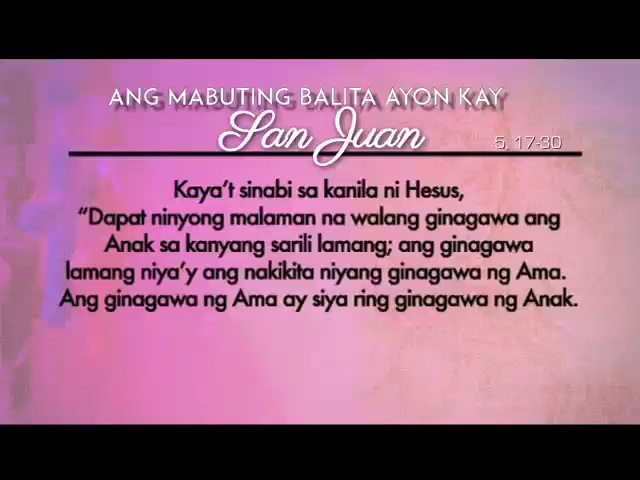 ANG MABUTING BALITA AYON KAY
San Juan
5, 17-30
Kaya't sinabi sa kanila ni Hesus,
"Dapat ninyong malaman na walang ginagawa ang
Anak sa kanyang sarili lamang; ang ginagawa
lamang niya'y ang nakikita niyang ginagawa ng Ama.
Ang ginagawa ng Ama ay siya ring ginagawa ng Anak.